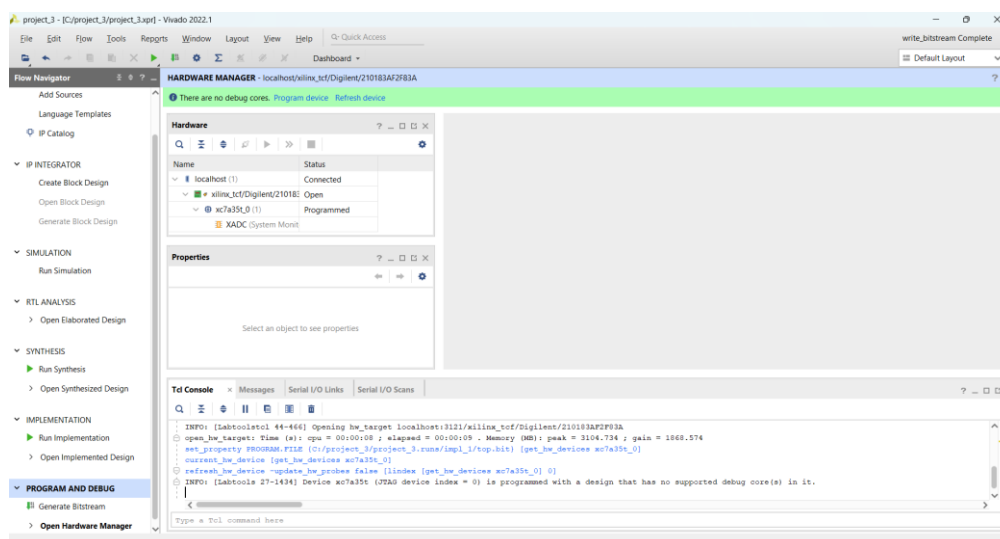 project_3 - [C:/project_3/project_3.xpr] - Vivado 2022.1
File Edit Flow Tools Reports Window Layout View Help Q- Quick Access
write_bitstream Complete
Dashboard
Default Layout
Flow Navigator
HARDWARE MANAGER - localhost/xilinx_tcf/Digilent/210183AF2F83A
Add Sources
There are no debug cores. Program device Refresh device
Language Templates
IP Catalog
Hardware
Name Status
IP INTEGRATOR
localhost (1) Connected
Create Block Design
xilinx_tcf/Digilent/210183 Open
Open Block Design
xc7a35t_0 (1) Programmed
Generate Block Design
XADC (System Monit
SIMULATION
Properties
Run Simulation
RTL ANALYSIS
Open Elaborated Design
Select an object to see properties
SYNTHESIS
Run Synthesis
Open Synthesized Design
Tcl Console Messages Serial I/O Links Serial I/O Scans
IMPLEMENTATION
Run Implementation
Open Implemented Design
INFO: [Labtoolstcl 44-466] Opening hw_target localhost:3121/xilinx_tcf/Digilent/210183AF2F83A
open_hw_target: Time (s): cpu = 00:00:08 ; elapsed = 00:00:09 . Memory (MB): peak = 3104.734 ; gain = 1868.574
set_property PROGRAM.FILE {C:/project_3/project_3.runs/impl_1/top.bit} [get_hw_devices xc7a35t_0]
current_hw_device [get_hw_devices xc7a35t_0]
refresh_hw_device -update_hw_probes false [lindex [get_hw_devices xc7a35t_0] 0]
INFO: [Labtools 27-1434] Device xc7a35t (JTAG device index = 0) is programmed with a design that has no supported debug core(s) in it.
PROGRAM AND DEBUG
Generate Bitstream
Open Hardware Manager
Type a Tcl command here